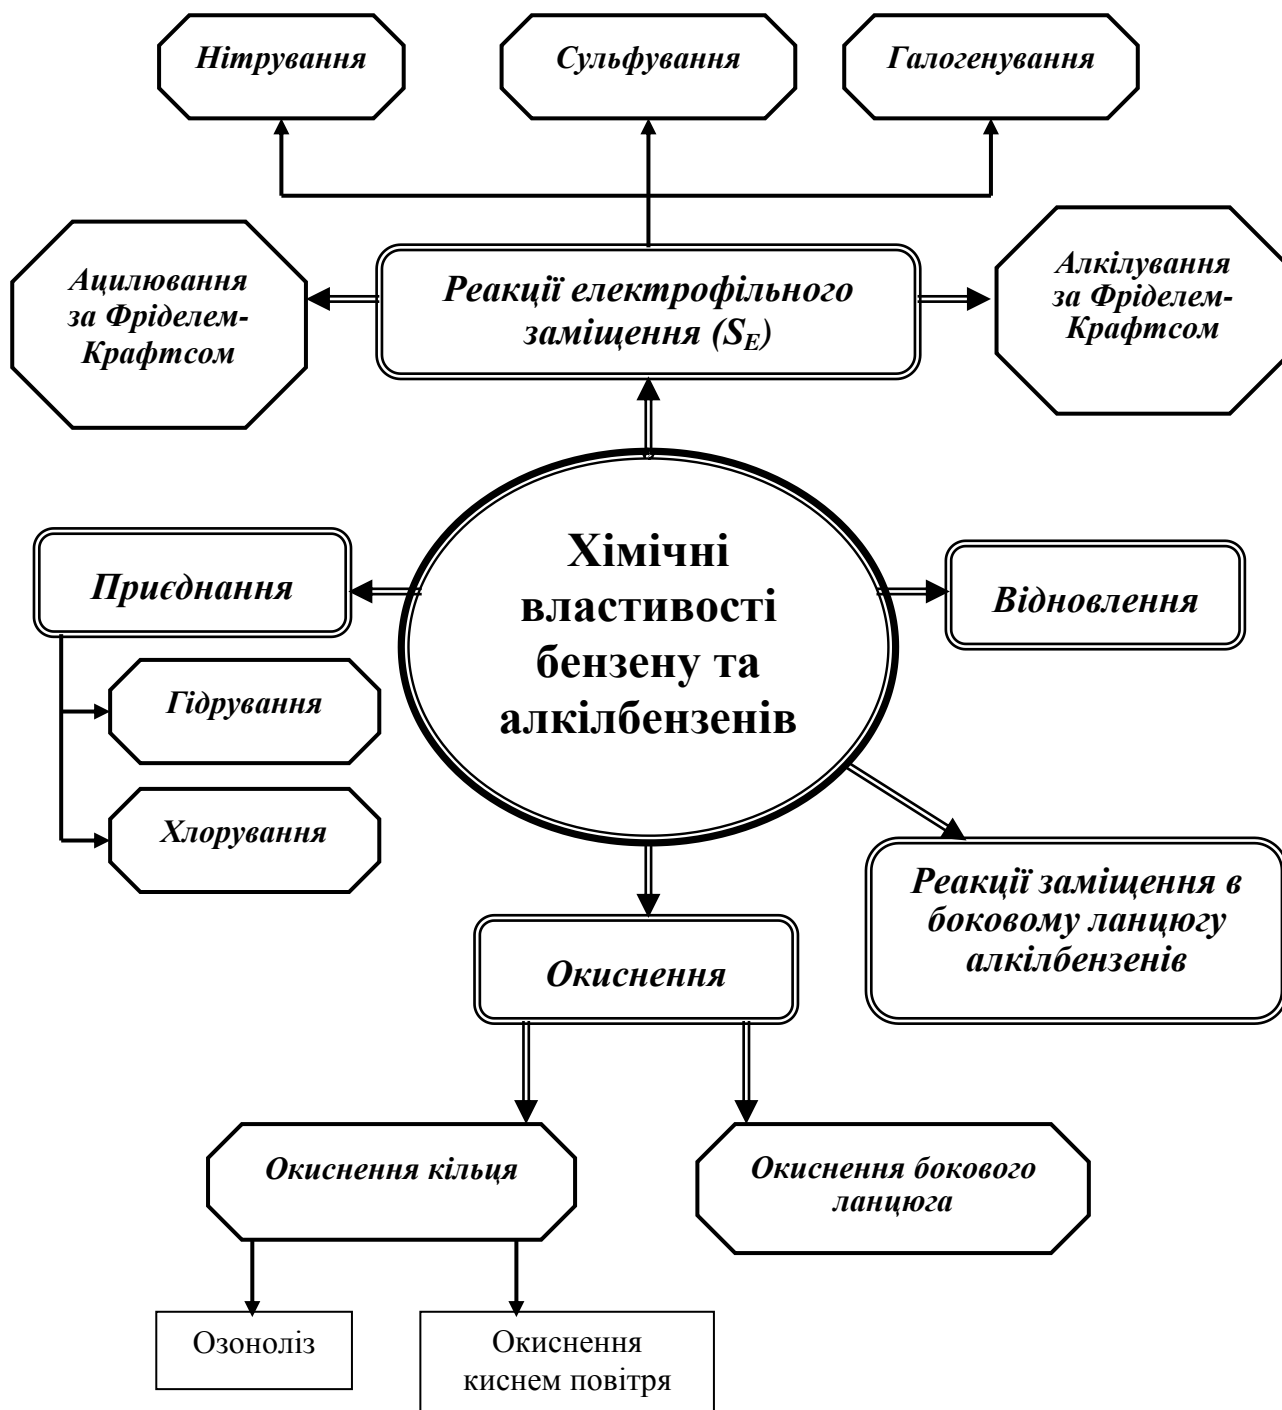 Нітрування
Сульфування
Галогенування
Ацилювання
за Фріделем-
Крафтсом
Реакції електрофільного
заміщення (SE)
Алкілування
за Фріделем-
Крафтсом
Хімічні
властивості
бензену та
алкілбензенів
Приєднання
Відновлення
Гідрування
Хлорування
Реакції заміщення в
боковому ланцюгу
алкілбензенів
Окиснення
Окиснення кільця
Окиснення бокового
ланцюга
Озоноліз
Окиснення
киснем повітря